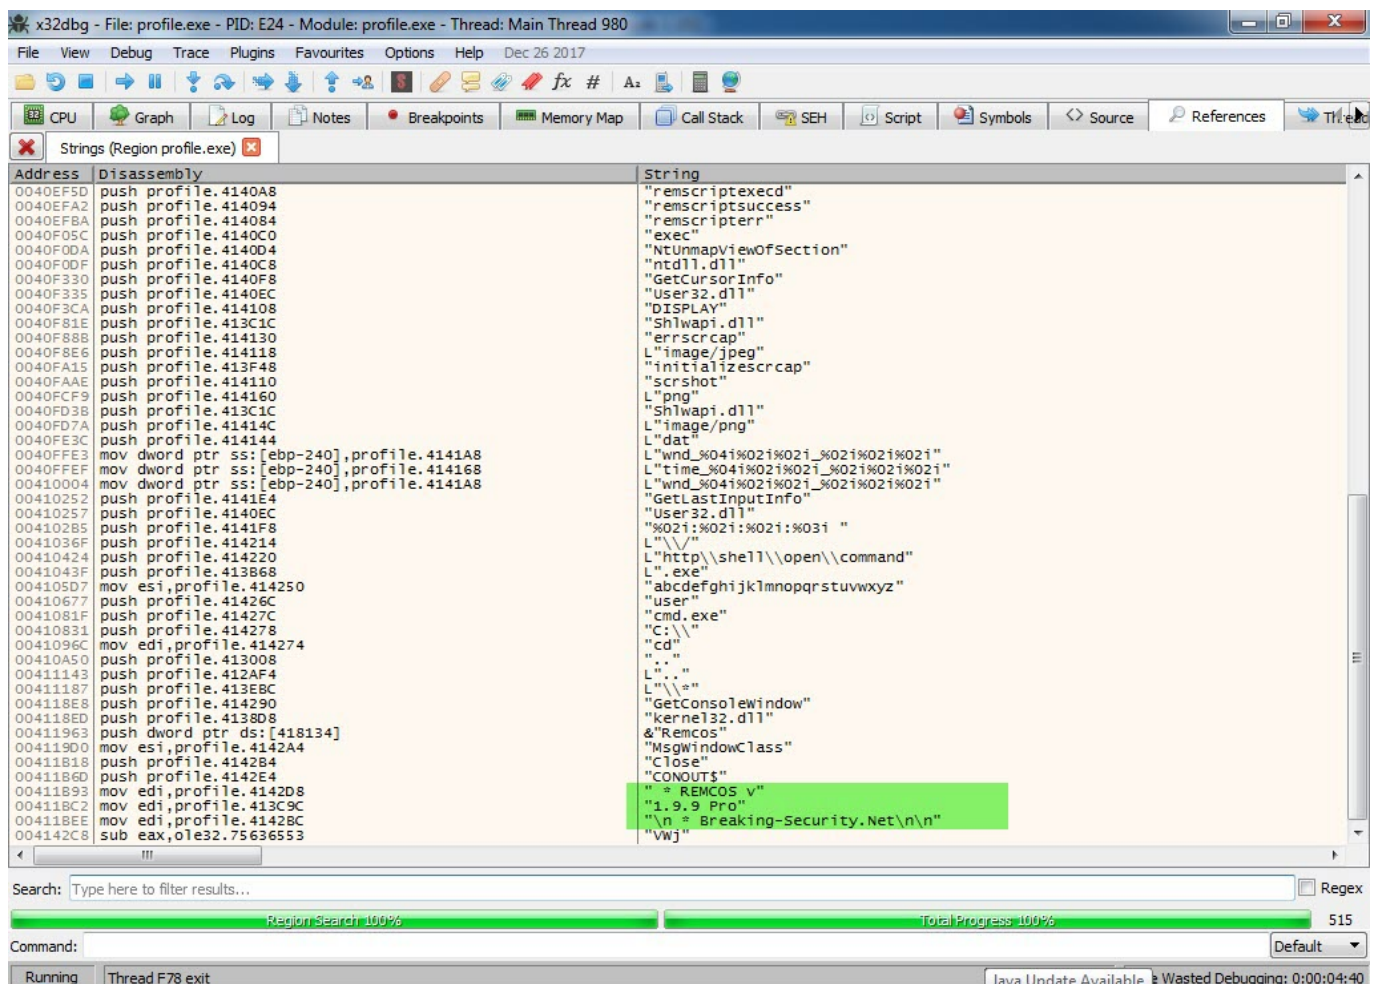 x32dbg - File: profile.exe - PID: E24 - Module: profile.exe - Thread: Main Thread 980
File View Debug Trace Plugins Favourites Options Help Dec 26 2017
CPU Graph Log Notes Breakpoints Memory Map Call Stack SEH Script Symbols Source References
Strings (Region profile.exe)
Address Disassembly String
0040EF5D push profile.4140A8 "remscriptexecd"
0040EFA2 push profile.414094 "remscriptsuccess"
0040EFBA push profile.414084 "remscripterr"
0040F05C push profile.4140C0 "exec"
0040F0DA push profile.4140D4 "NtUnmapViewOfSection"
0040F0DF push profile.4140C8 "ntdll.dll"
0040F330 push profile.4140F8 "GetCursorInfo"
0040F335 push profile.4140EC "User32.dll"
0040F3CA push profile.414108 "DISPLAY"
0040F81E push profile.413C1C "Shlwapi.dll"
0040F88B push profile.414130 "errscrcap"
0040F8E6 push profile.414118 L"image/jpeg"
0040FA15 push profile.413F48 "initializescrcap"
0040FAAE push profile.414110 "scrshot"
0040FCF9 push profile.414160 L"png"
0040FD3B push profile.413C1C "Shlwapi.dll"
0040FD7A push profile.41414C L"image/png"
0040FE3C push profile.414144 L"dat"
0040FFE3 mov dword ptr ss:[ebp-240],profile.4141A8 L"wnd_%04i%02i%02i_%02i%02i%02i"
0040FFEF mov dword ptr ss:[ebp-240],profile.414168 L"time_%04i%02i%02i_%02i%02i%02i"
00410004 mov dword ptr ss:[ebp-240],profile.4141A8 L"wnd_%04i%02i%02i_%02i%02i%02i"
00410252 push profile.4141E4 "GetLastInputInfo"
00410257 push profile.4140EC "User32.dll"
004102B5 push profile.4141F8 "%02i:%02i:%02i:%03i "
0041036F push profile.414214 L"\\/"
00410424 push profile.414220 L"http\\shell\\open\\command"
0041043F push profile.413B68 L".exe"
004105D7 mov esi,profile.414250 "abcdefghijklmnopqrstuvwxyz"
00410677 push profile.41426C "user"
0041081F push profile.41427C "cmd.exe"
00410831 push profile.414278 "C:\\"
0041096C mov edi,profile.414274 "cd"
00410A50 push profile.413008 ".."
00411143 push profile.412AF4 L".."
00411187 push profile.413EBC L"\\*"
004118E8 push profile.414290 "GetConsoleWindow"
004118ED push profile.4138D8 "kernel32.dll"
00411963 push dword ptr ds:[418134] &"Remcos"
004119D0 mov esi,profile.4142A4 "MsgWindowClass"
00411B18 push profile.4142B4 "Close"
00411B6D push profile.4142E4 "CONOUT$"
00411B93 mov edi,profile.4142D8 " * REMCOS v"
00411BC2 mov edi,profile.413C9C "1.9.9 Pro"
00411BEE mov edi,profile.4142BC "\n * Breaking-Security.Net\n\n"
004142C8 sub eax,ole32.75636553 "VWj"
Search: Type here to filter results... Regex
Region Search 100% Total Progress 100% 515
Command: Default
Running Thread F78 exit Java Update Available Wasted Debugging: 0:00:04:40